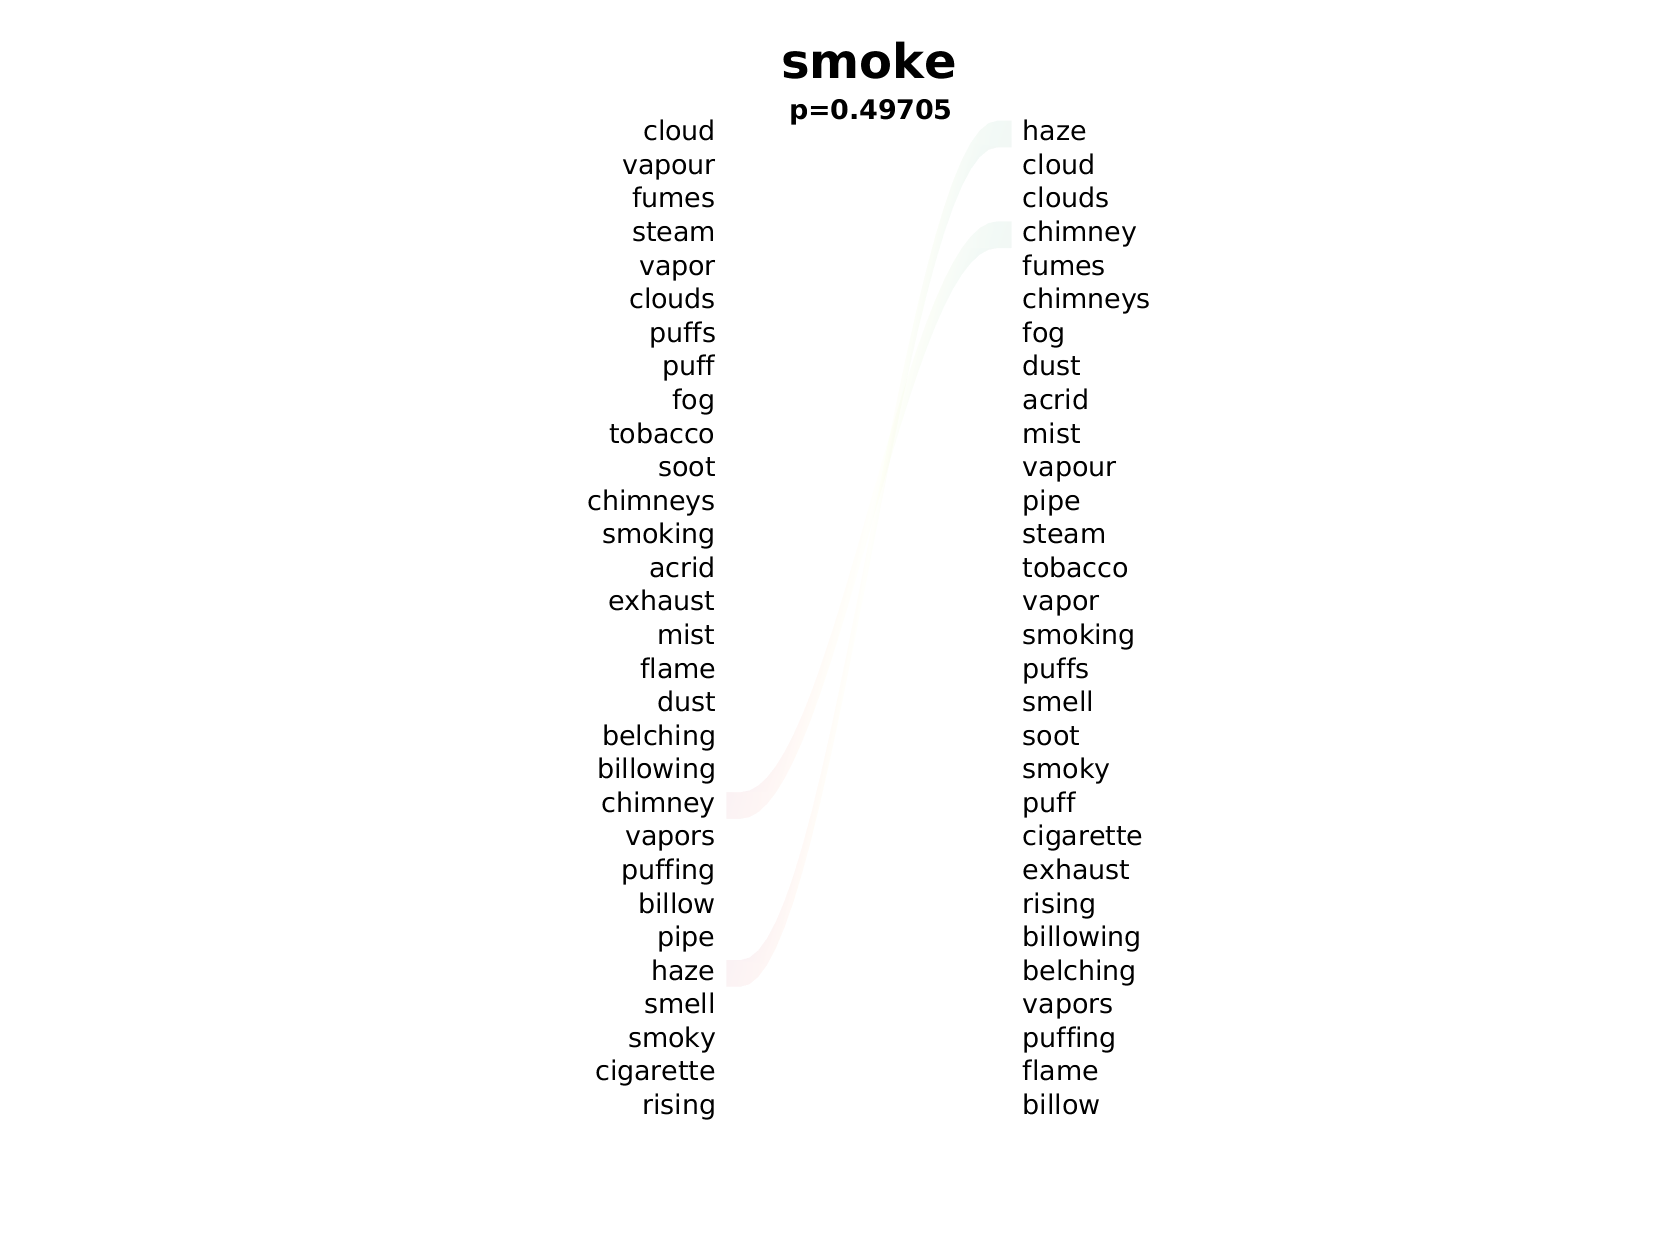 smoke
p=0.49705
cloud haze
vapour cloud
fumes clouds
steam chimney
vapor fumes
clouds chimneys
puffs fog
puff dust
fog acrid
tobacco mist
soot vapour
chimneys pipe
smoking steam
acrid tobacco
exhaust vapor
mist smoking
flame puffs
dust smell
belching soot
billowing smoky
chimney puff
vapors cigarette
puffing exhaust
billow rising
pipe billowing
haze belching
smell vapors
smoky puffing
cigarette flame
rising billow